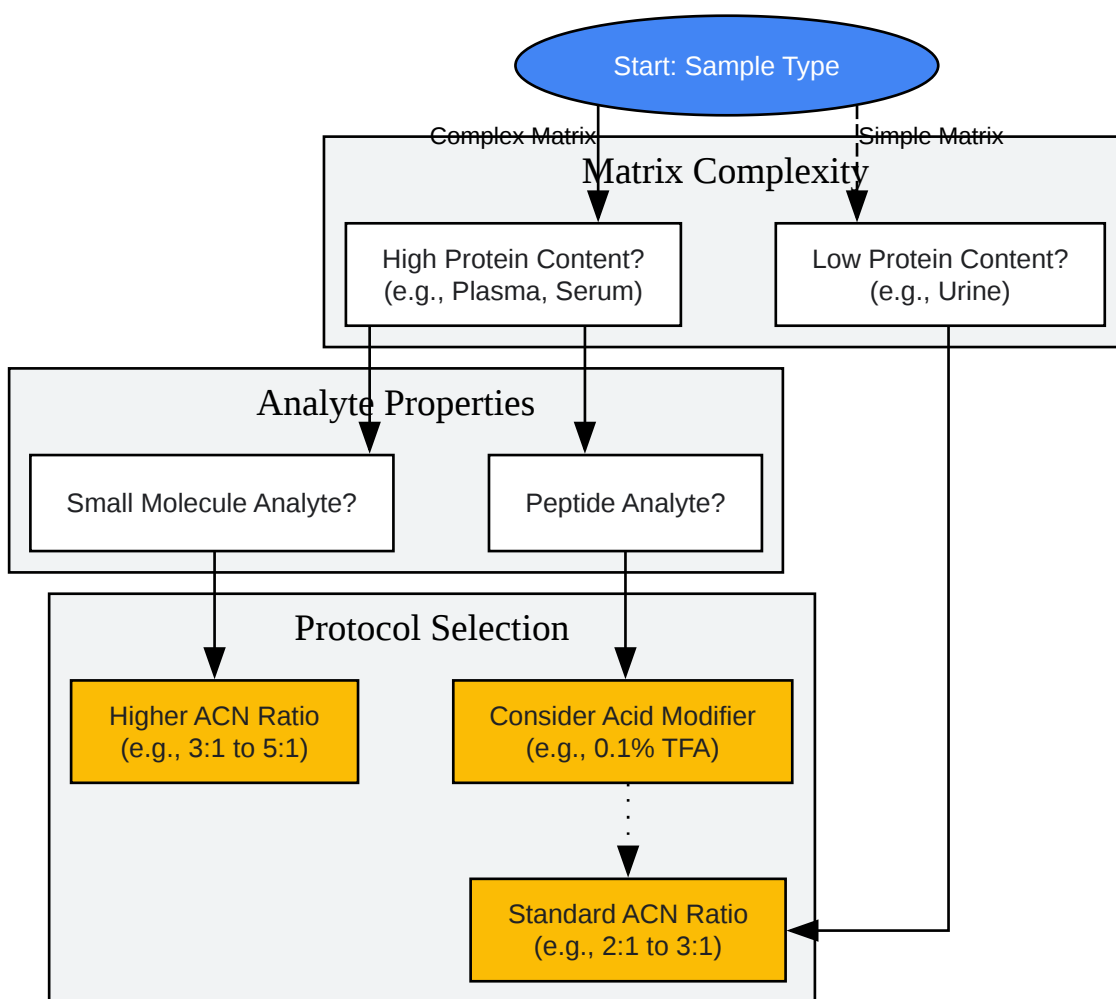 Start: Sample Type
Complex Matrix
Simple Matrix
Matrix Complexity
High Protein Content?
(e.g., Plasma, Serum)
Low Protein Content?
(e.g., Urine)
Analyte Properties
Small Molecule Analyte?
Peptide Analyte?
Protocol Selection
Higher ACN Ratio
(e.g., 3:1 to 5:1)
Consider Acid Modifier
(e.g., 0.1% TFA)
Standard ACN Ratio
(e.g., 2:1 to 3:1)